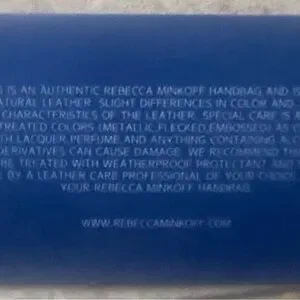 IS AN AUTHENTIC REBECCA MINKOFF HANDBAG AND
NATURAL LEATHER. SLIGHT DIFFERENCES IN COLOR AND
CHARACTERISTICS OF THE LEATHER. SPECIAL CARE IS
TREATED COLORS (METALLIC,FLECKED,EMBOSSED) AS
LACQUER PERFUME AND ANYTHING CONTAINING
DERIVATIVES CAN CAUSE DAMAGE. WE RECOMMEND
BE TREATED WITH WEATHERPROOF PROTECTANT AND
BY A LEATHER CARE PROFESSIONAL OF YOUR CHOICE
YOUR REBECCA MINKOFF HANDBAG.
WWW.REBECCAMINKOFF.COM